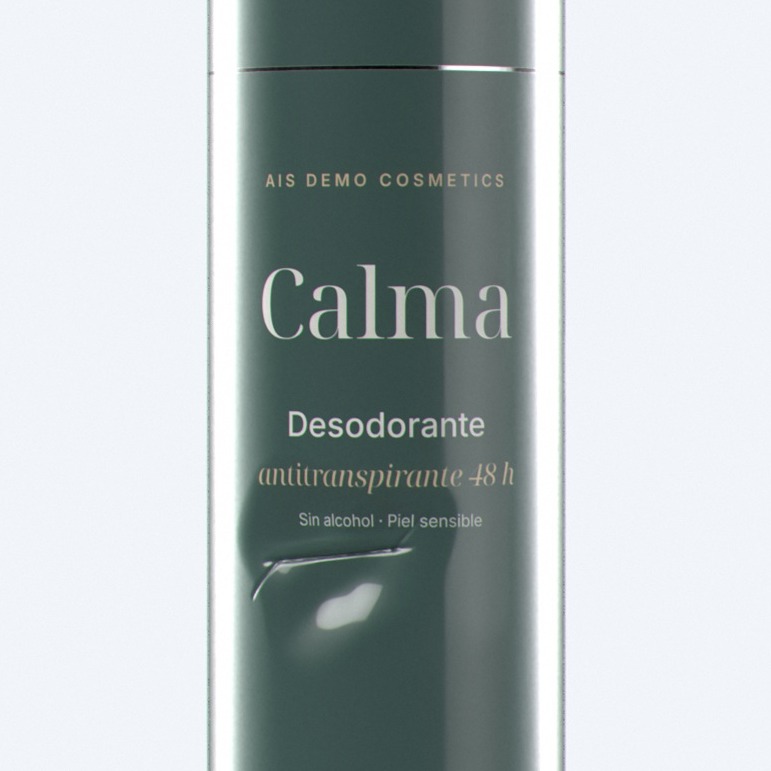 AIS DEMO COSMETICS
Calma
Desodorante
antitranspirante 48 h
Sin alcohol · Piel sensible